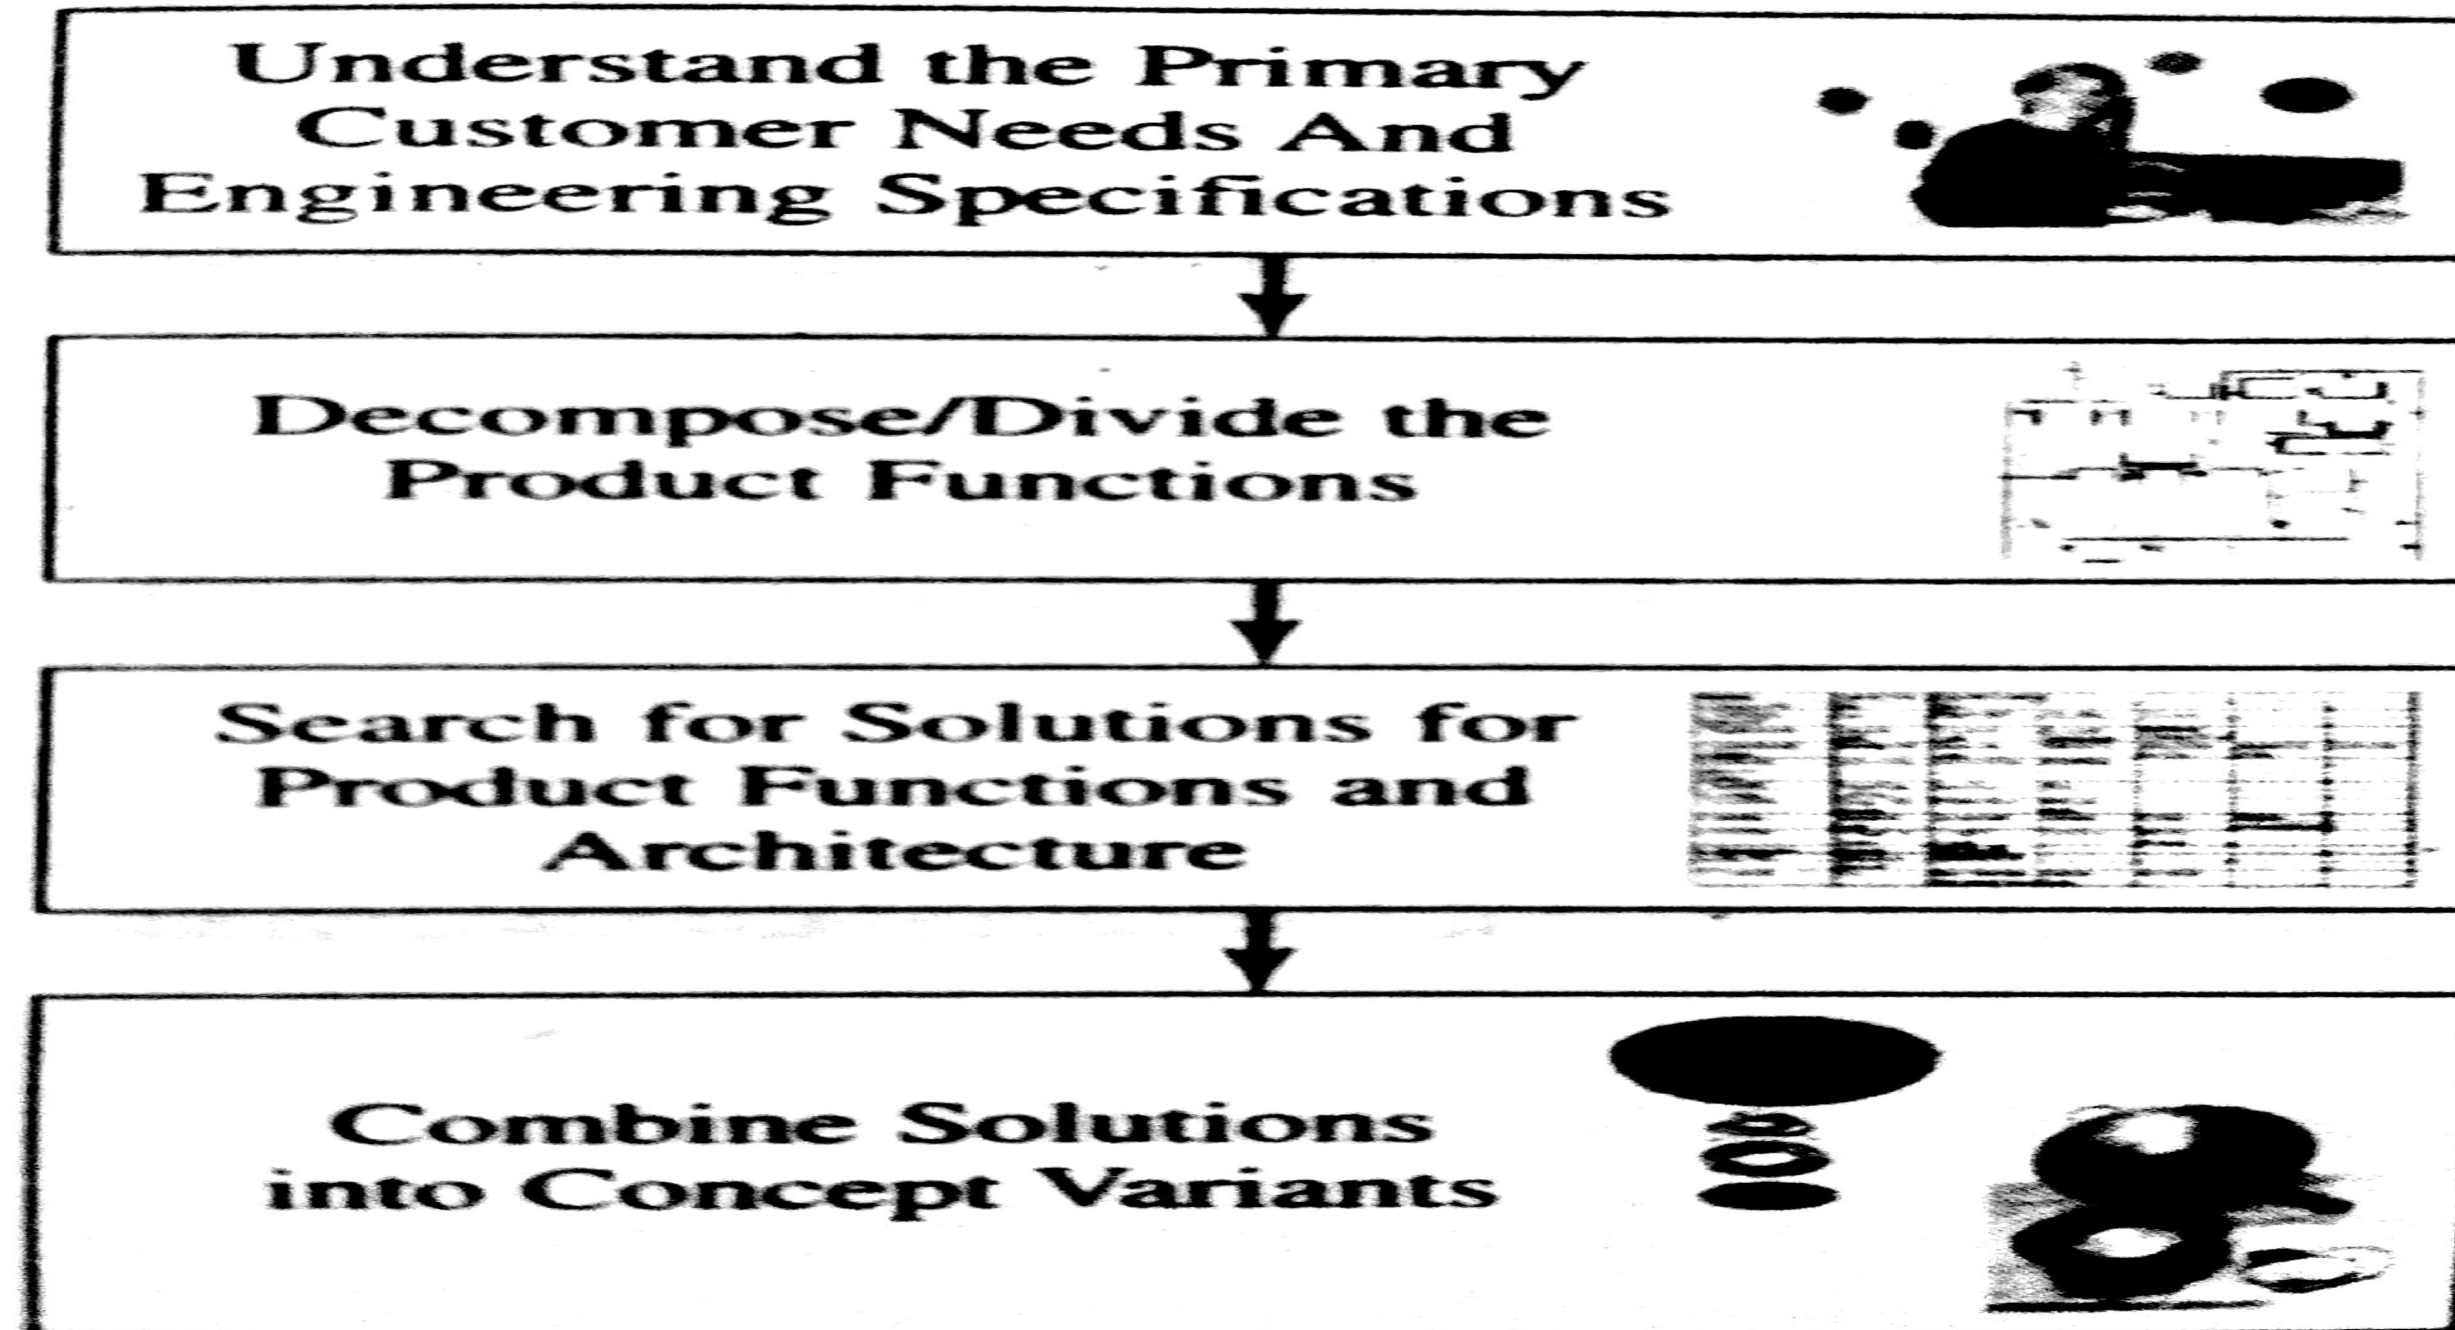 Understand the Primary
Customer Needs And
Engineering Specifications
Decompose/Divide the
Product Functions
Search for Solutions for
Product Functions and
Architecture
Combine Solutions
into Concept Variants